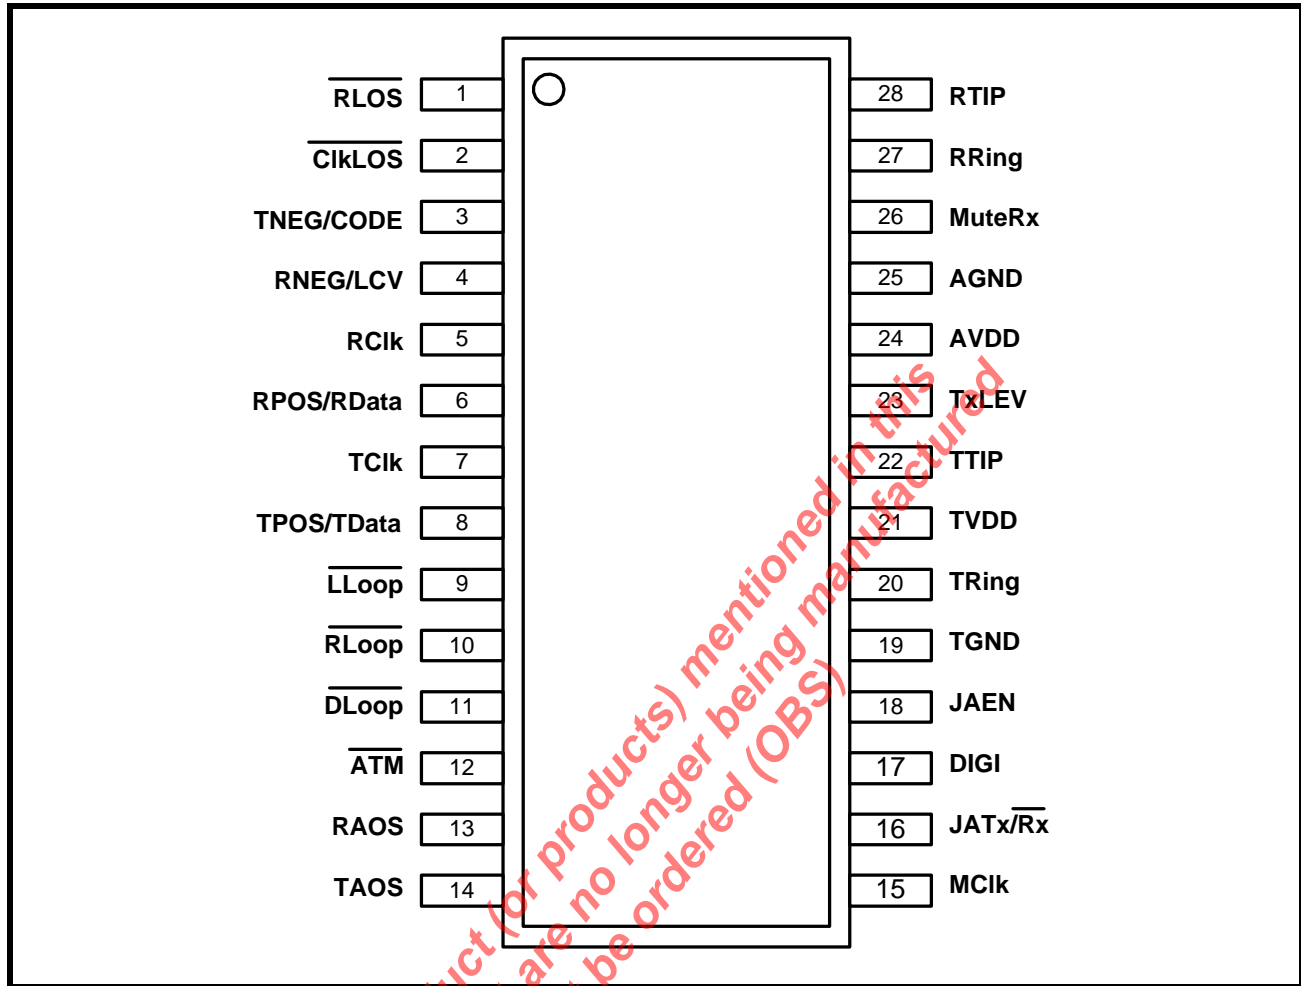 RLOS 1 28 RTIP
ClkLOS 2 27 RRing
TNEG/CODE 3 26 MuteRx
RNEG/LCV 4 25 AGND
RClk 5 24 AVDD
RPOS/RData 6 23 TxLEV
TClk 7 22 TTIP
TPOS/TData 8 21 TVDD
LLoop 9 20 TRing
RLoop 10 19 TGND
DLoop 11 18 JAEN
ATM 12 17 DIGI
RAOS 13 16 JATx/Rx
TAOS 14 15 MClk
(or products) mentioned in this
are no longer being manufactured
be ordered (OBS)